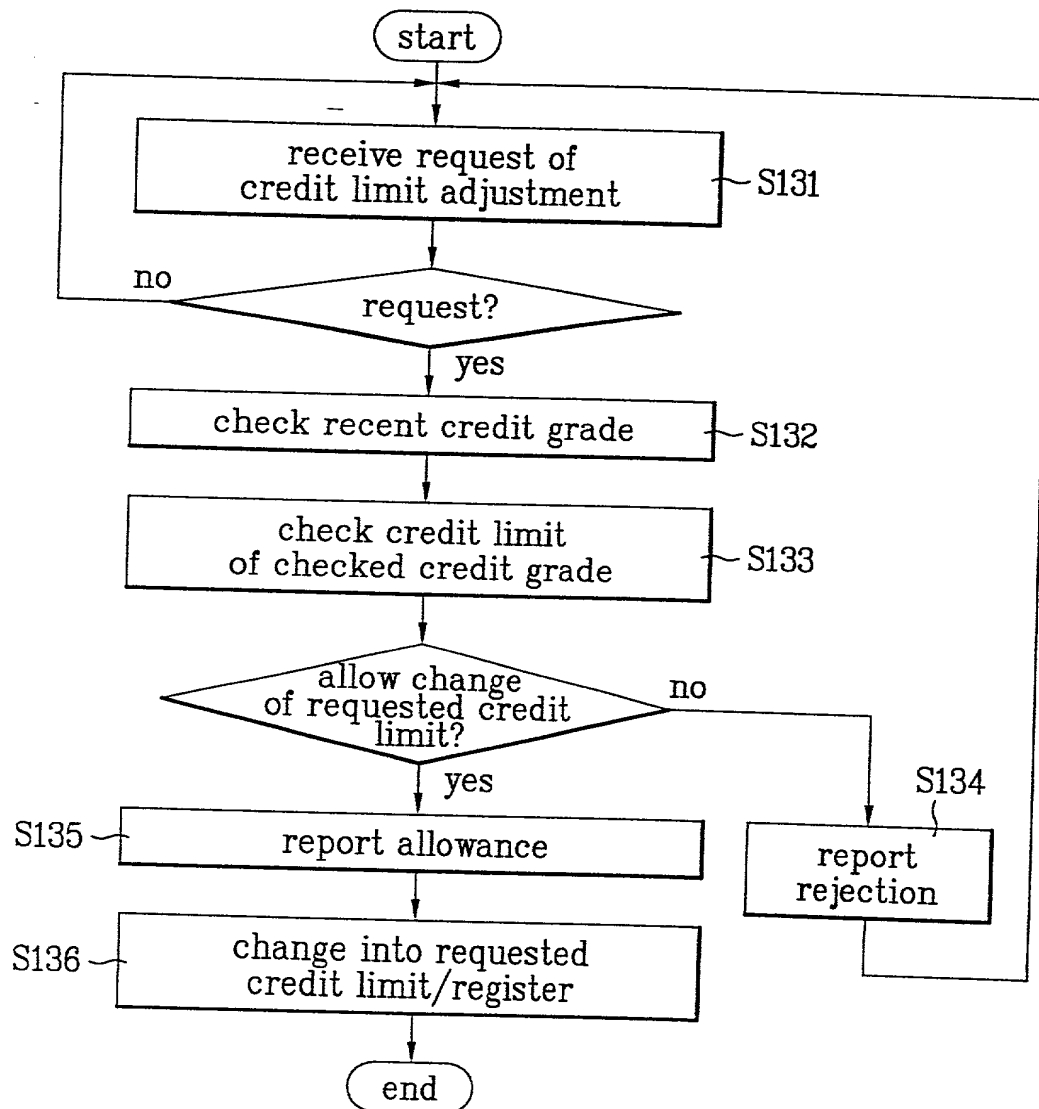 start
receive request of
credit limit adjustment
S131
no
request?
yes
check recent credit grade
S132
check credit limit
of checked credit grade
S133
allow change
of requested credit
limit?
no
yes
S134
report
rejection
S135
report allowance
S136
change into requested
credit limit/register
end